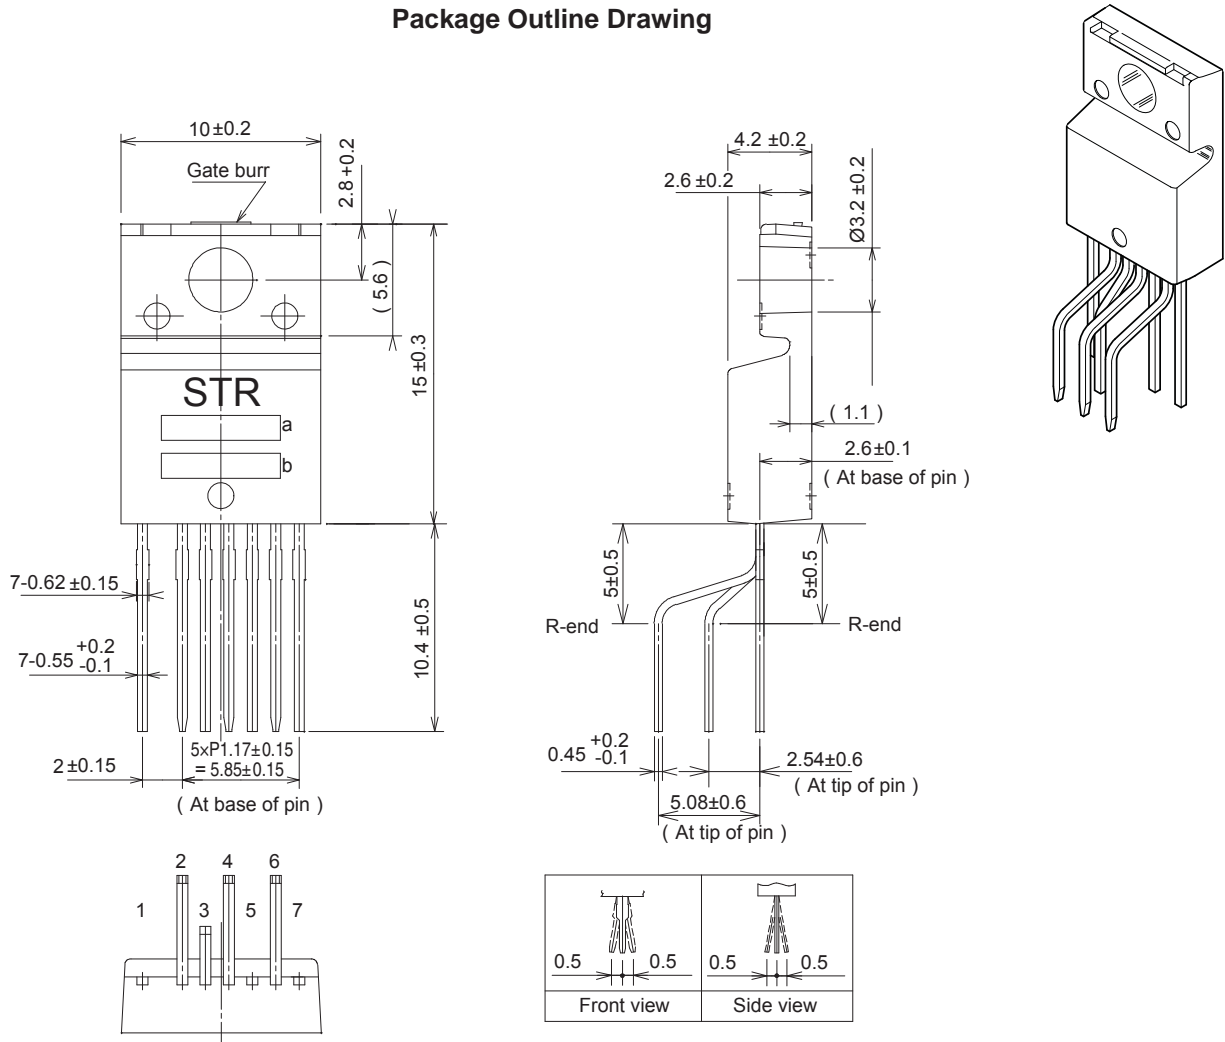 Package Outline Drawing
10±0.2
Gate burr
2.8+0.2
( 5.6 )
15±0.3
STR
a
b
7-0.62±0.15
7-0.55 +0.2
-0.1
10.4±0.5
2±0.15
5×P1.17±0.15
= 5.85±0.15
( At base of pin )
4.2 ±0.2
2.6±0.2
Ø3.2±0.2
( 1.1 )
2.6±0.1
( At base of pin )
5±0.5
5±0.5
R-end
R-end
0.45 +0.2
-0.1
2.54±0.6
( At tip of pin )
5.08±0.6
( At tip of pin )
2 4 6
1 3 5 7
0.5 0.5
Front view
0.5 0.5
Side view